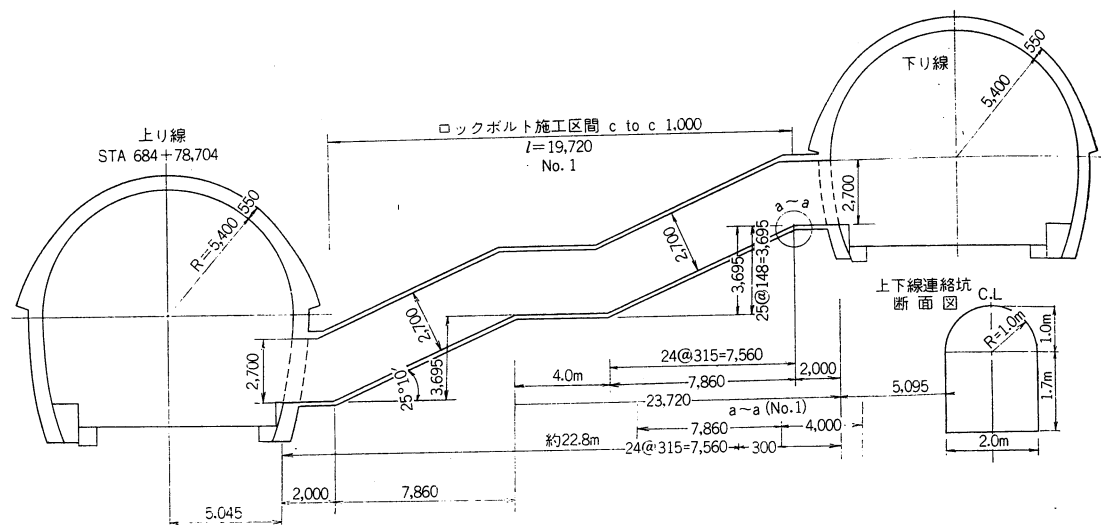 上り線
STA 684+78,704
550
R=5,400
ロックボルト施工区間 c to c 1,000
l=19,720
No. 1
下り線
550
5,400
a~a
2,700
2,700
3,695
25@148=3,695
2,700
2,700
3,695
25°10'
上下線連絡坑
断面図
C.L
R=1.0m
1.0m
1.7m
2.0m
24@315=7,560
4.0m
7,860
2,000
23,720
5,095
a~a (No.1)
7,860
4,000
約22.8m
24@315=7,560
300
2,000
7,860
5.045